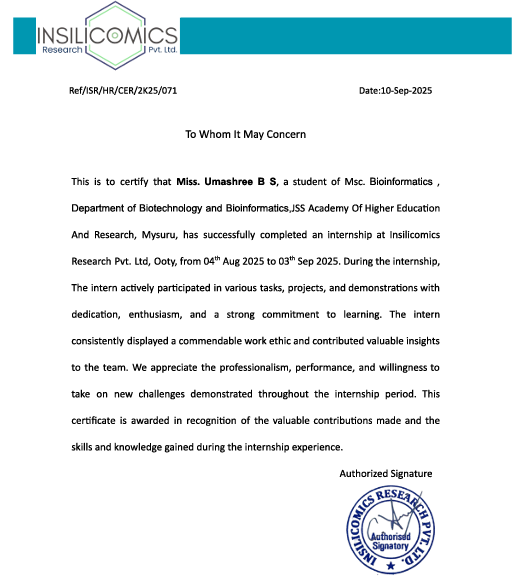 INSILICOMICS
Research Pvt. Ltd.
Ref/ISR/HR/CER/2K25/071 Date:10-Sep-2025
To Whom It May Concern
This is to certify that Miss. Umashree B S, a student of Msc. Bioinformatics ,
Department of Biotechnology and Bioinformatics,JSS Academy Of Higher Education
And Research, Mysuru, has successfully completed an internship at Insilicomics
Research Pvt. Ltd, Ooty, from 04th Aug 2025 to 03th Sep 2025. During the internship,
The intern actively participated in various tasks, projects, and demonstrations with
dedication, enthusiasm, and a strong commitment to learning. The intern
consistently displayed a commendable work ethic and contributed valuable insights
to the team. We appreciate the professionalism, performance, and willingness to
take on new challenges demonstrated throughout the internship period. This
certificate is awarded in recognition of the valuable contributions made and the
skills and knowledge gained during the internship experience.
Authorized Signature
INSILICOMICS RESEARCH PVT. LTD.
Authorised
Signatory